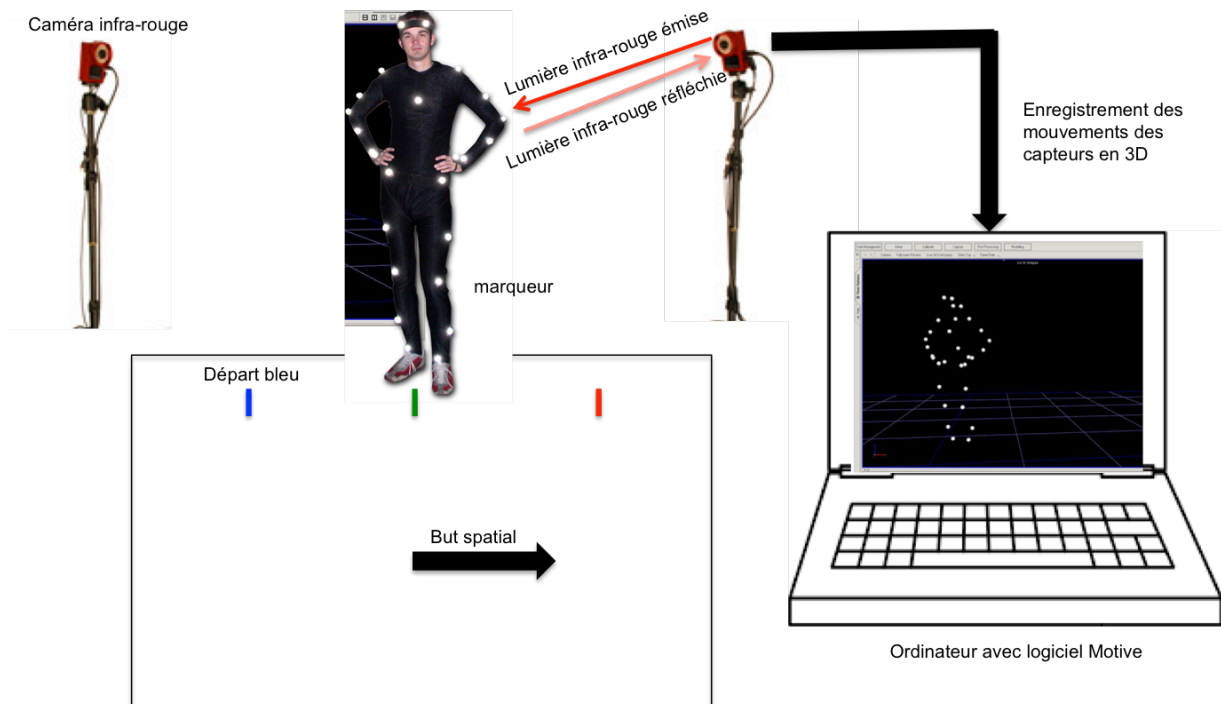 Caméra infra-rouge
Lumière infra-rouge émise
Lumière infra-rouge réfléchie
Enregistrement des
mouvements des
capteurs en 3D
marqueur
Départ bleu
But spatial
Ordinateur avec logiciel Motive